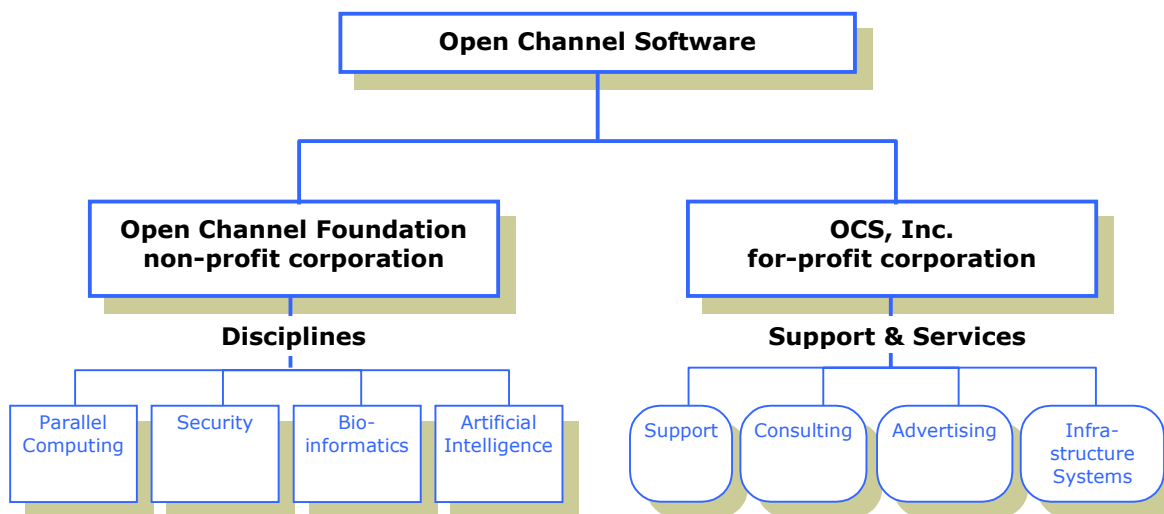 Open Channel Software
Open Channel Foundation
non-profit corporation
OCS, Inc.
for-profit corporation
Disciplines
Support & Services
Parallel
Computing
Security
Bio-
informatics
Artificial
Intelligence
Support
Consulting
Advertising
Infra-
structure
Systems